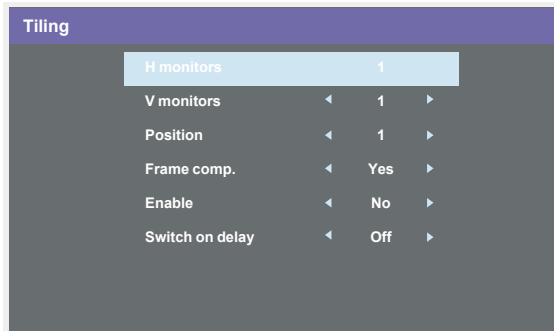 Tiling
H monitors 1
V monitors 1
Position 1
Frame comp. Yes
Enable No
Switch on delay Off